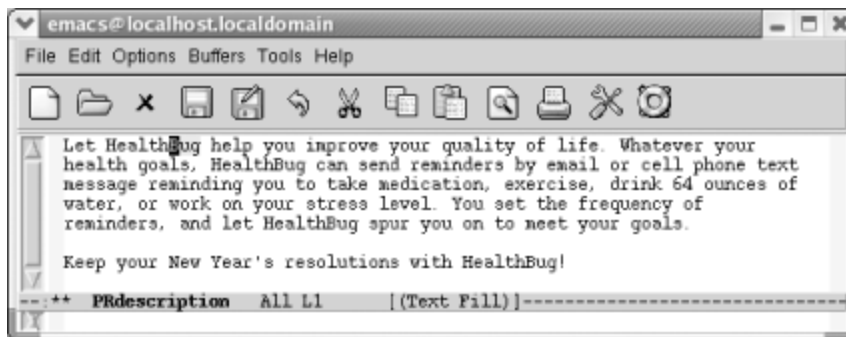 emacs@localhost.localdomain
File Edit Options Buffers Tools Help
Let HealthBug help you improve your quality of life. Whatever your
health goals, HealthBug can send reminders by email or cell phone text
message reminding you to take medication, exercise, drink 64 ounces of
water, or work on your stress level. You set the frequency of
reminders, and let HealthBug spur you on to meet your goals.
Keep your New Year's resolutions with HealthBug!
--:** PRdescription All L1 [(Text Fill)]------------------------------